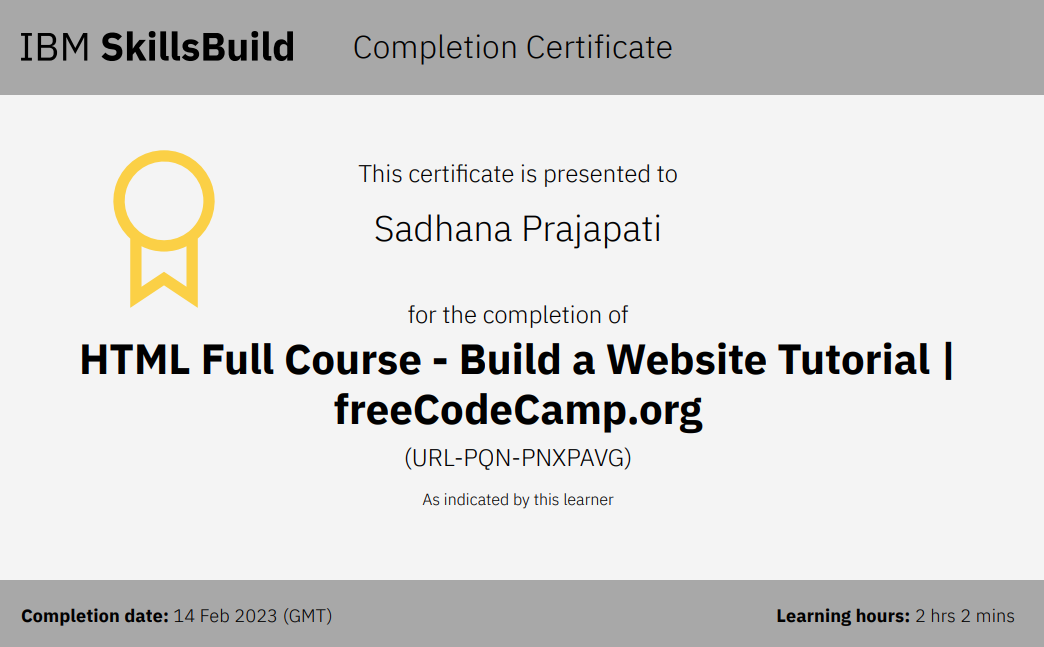 IBM SkillsBuild Completion Certificate
This certificate is presented to
Sadhana Prajapati
for the completion of
HTML Full Course - Build a Website Tutorial |
freeCodeCamp.org
(URL-PQN-PNXPAVG)
As indicated by this learner
Completion date: 14 Feb 2023 (GMT) Learning hours: 2 hrs 2 mins